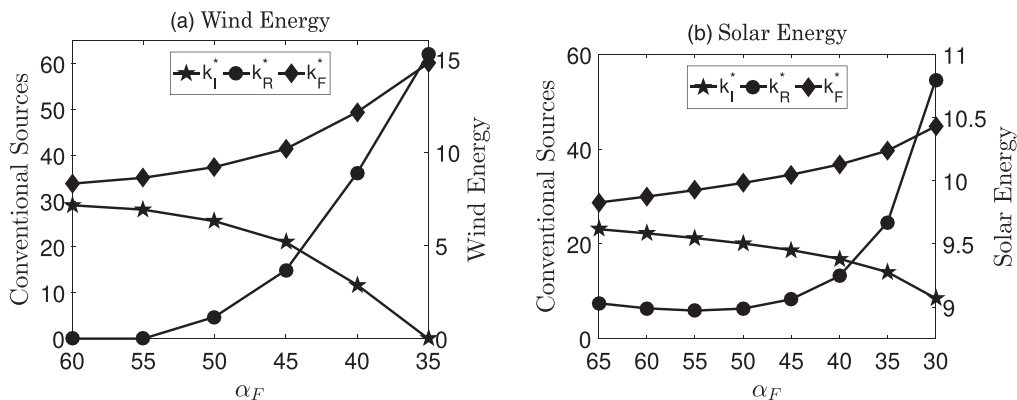 (a) Wind Energy
k*I k*R k*F
Conventional Sources
60
50
40
30
20
10
0
15
10
5
0
Wind Energy
60 55 50 45 40 35
αF
(b) Solar Energy
k*I k*R k*F
Conventional Sources
60
40
20
0
11
10.5
10
9.5
9
Solar Energy
65 60 55 50 45 40 35 30
αF